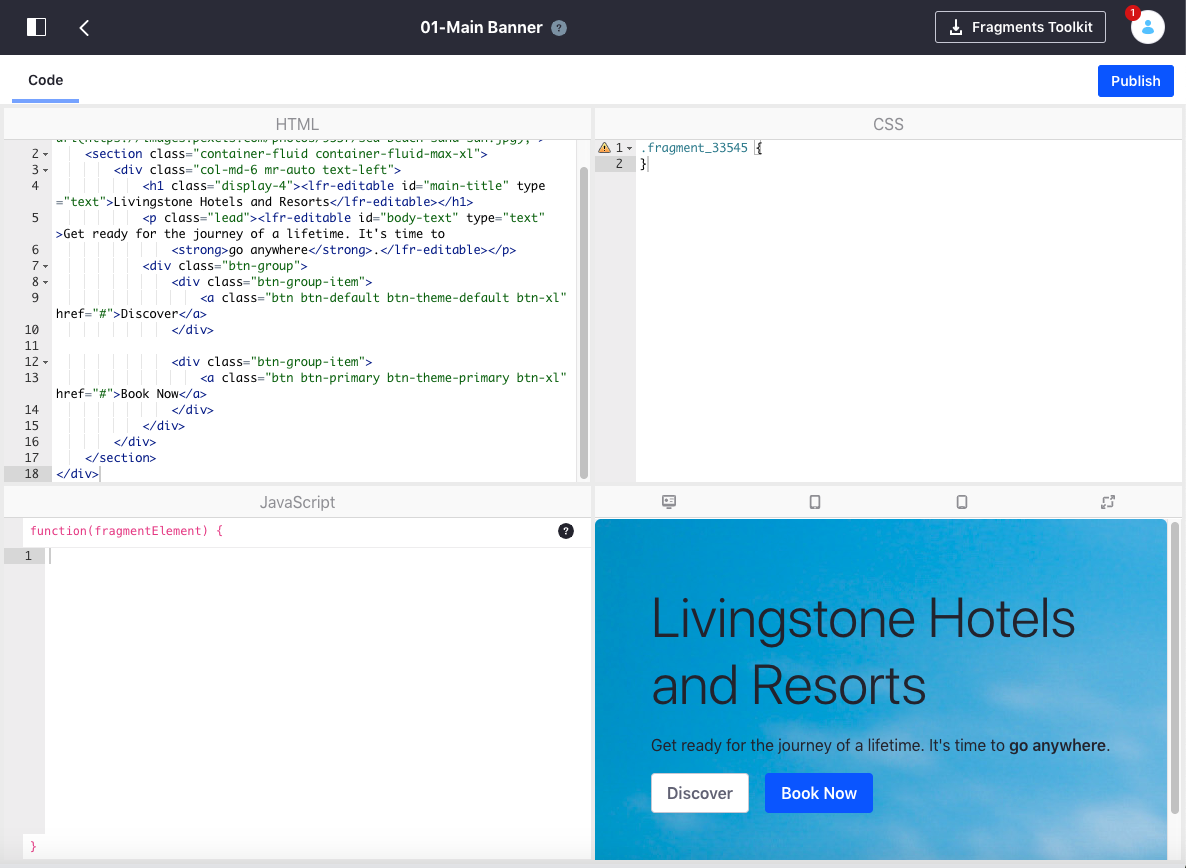 01-Main Banner ?
Fragments Toolkit
1
Code
Publish
HTML
2 <section class="container-fluid container-fluid-max-xl">
3 <div class="col-md-6 mr-auto text-left">
4 <h1 class="display-4"><lfr-editable id="main-title" type
="text">Livingstone Hotels and Resorts</lfr-editable></h1>
5 <p class="lead"><lfr-editable id="body-text" type="text"
>Get ready for the journey of a lifetime. It's time to
6 <strong>go anywhere</strong>.</lfr-editable></p>
7 <div class="btn-group">
8 <div class="btn-group-item">
9 <a class="btn btn-default btn-theme-default btn-xl"
href="#">Discover</a>
10 </div>
11
12 <div class="btn-group-item">
13 <a class="btn btn-primary btn-theme-primary btn-xl"
href="#">Book Now</a>
14 </div>
15 </div>
16 </div>
17 </section>
18 </div>
CSS
1 .fragment_33545 {
2 }
JavaScript
function(fragmentElement) {
?
1
}
Livingstone Hotels
and Resorts
Get ready for the journey of a lifetime. It's time to go anywhere.
Discover
Book Now